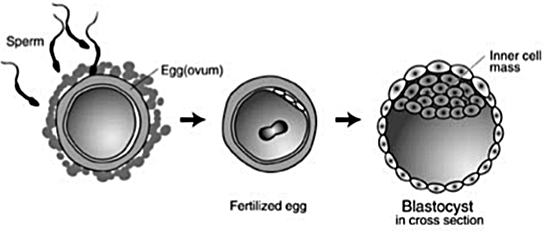 Sperm
Egg(ovum)
Inner cell
mass
Fertilized egg
Blastocyst
in cross section